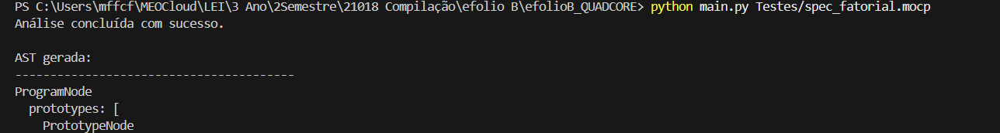 PS C:\Users\mffcf\MEOCloud\LEI\3 Ano\2Semestre\21018 Compilação\efolio B\efolioB_QUADCORE> python main.py Testes/spec_fatorial.mocp
Análise concluída com sucesso.
AST gerada:
----------------------------------------
ProgramNode
  prototypes: [
    PrototypeNode